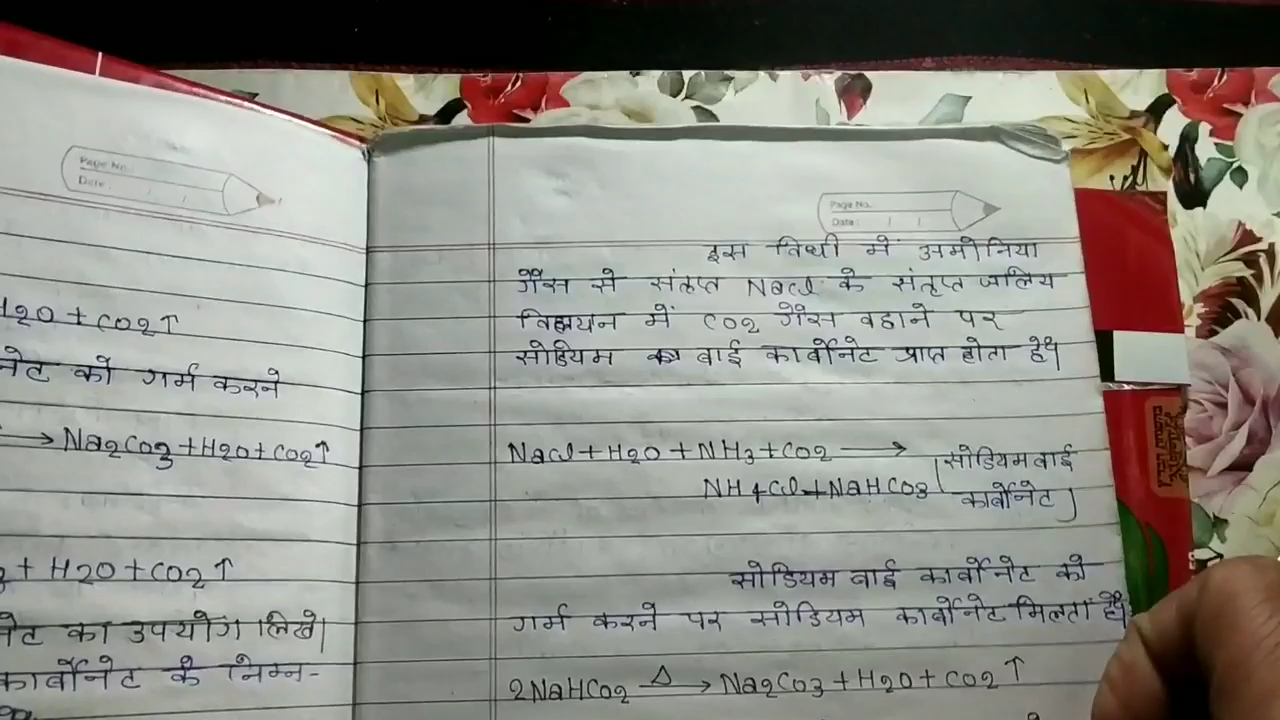 Page No.
Date :
H2O + CO2↑
नेट को गर्म करने
→ Na2CO3 + H2O + CO2↑
+ H2O + CO2↑
नेट का उपयोग लिखे|
कार्बोनेट के निम्न-
Page No.
Date :
इस विधी में अमोनिया
गैस से संतृप्त NaCl के संतृप्त जलिय
विलयन में CO2 गैस बहाने पर
सोडियम बाई कार्बोनेट प्राप्त होता है|
NaCl + H2O + NH3 + CO2 →
NH4Cl + NaHCO3 (सोडियम बाई
कार्बोनेट)
सोडियम बाई कार्बोनेट को
गर्म करने पर सोडियम कार्बोनेट मिलता है|
2NaHCO2 —Δ→ Na2CO3 + H2O + CO2↑